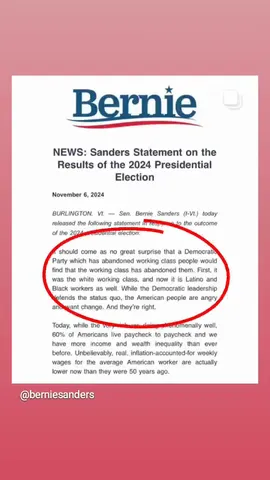 Bernie
NEWS: Sanders Statement on the
Results of the 2024 Presidential
Election
November 6, 2024
BURLINGTON, Vt. — Sen. Bernie Sanders (I-Vt.) today
released the following statement in response to the outcome
of the 2024 presidential election:
It should come as no great surprise that a Democratic
Party which has abandoned working class people would
find that the working class has abandoned them. First, it
was the white working class, and now it is Latino and
Black workers as well. While the Democratic leadership
defends the status quo, the American people are angry
and want change. And they're right.
Today, while the very doing phenomenally well,
60% of Americans live paycheck to paycheck and we
have more income and wealth inequality than ever
before. Unbelievably, real, inflation-accounted-for weekly
wages for the average American worker are actually
lower now than they were 50 years ago.
@berniesanders